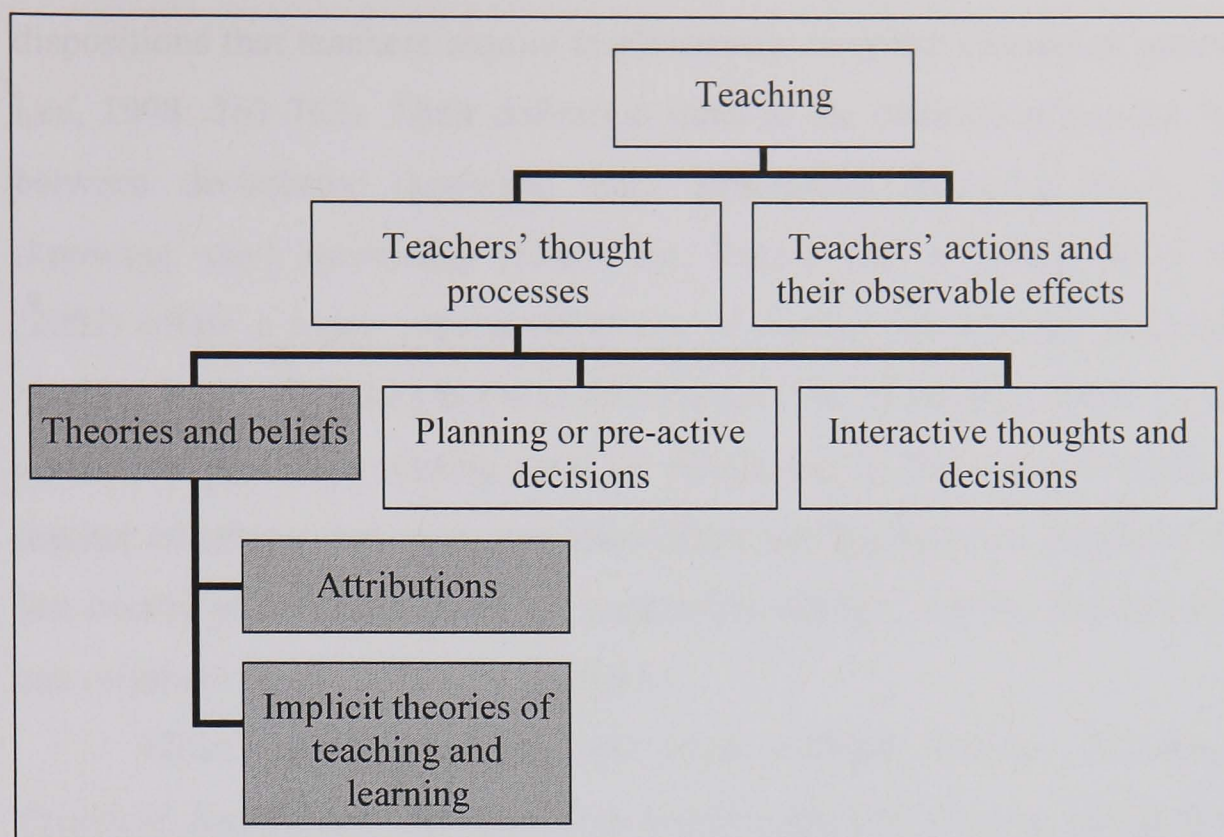 Teaching
Teachers’ thought
processes
Teachers’ actions and
their observable effects
Theories and beliefs
Planning or pre-active
decisions
Interactive thoughts and
decisions
Attributions
Implicit theories of
teaching and
learning